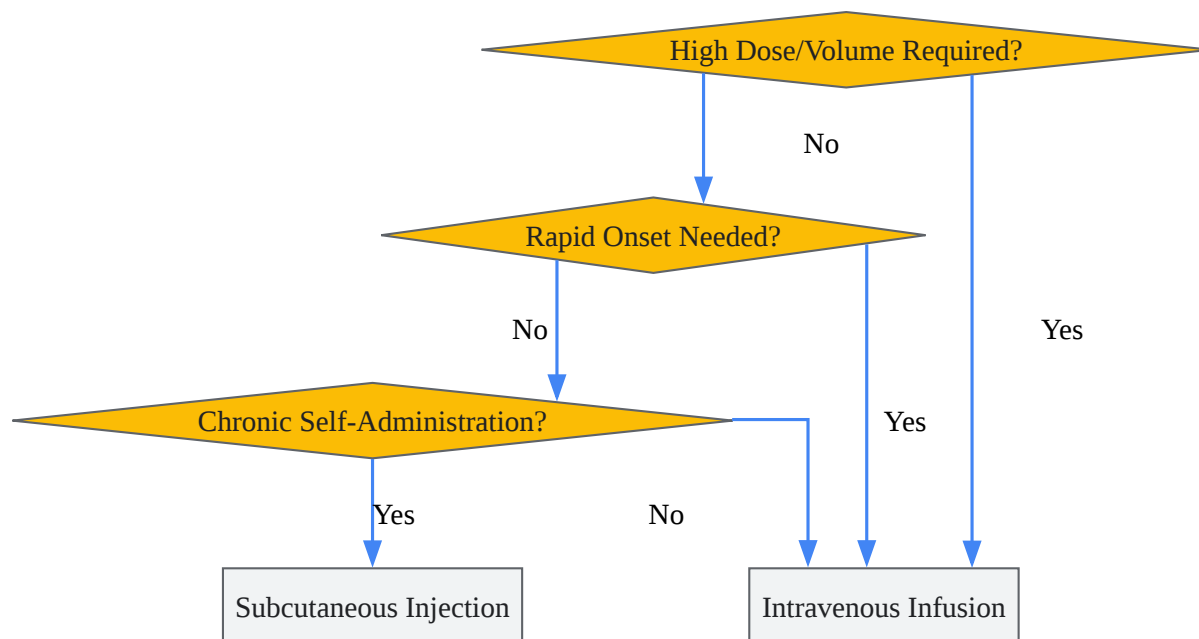 High Dose/Volume Required?
No
Rapid Onset Needed?
No
Yes
Chronic Self-Administration?
Yes
Yes
No
Subcutaneous Injection
Intravenous Infusion